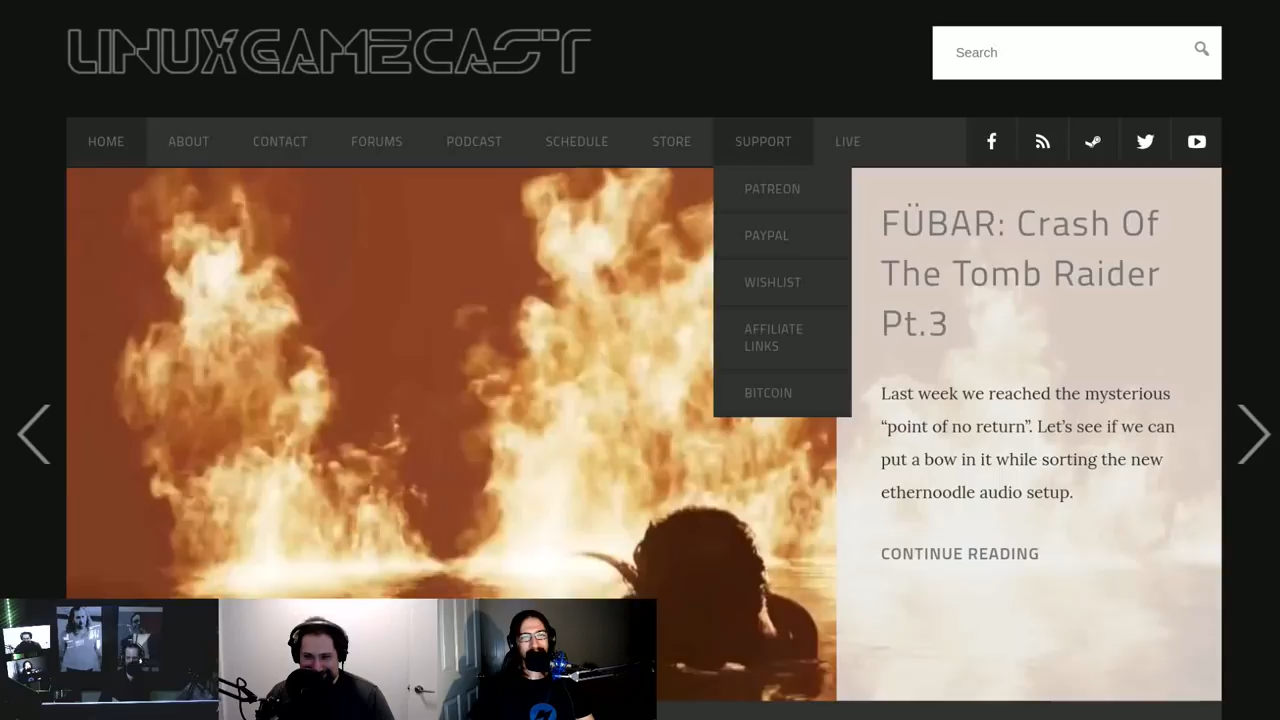 LINUXGAMECAST
Search
HOME
ABOUT
CONTACT
FORUMS
PODCAST
SCHEDULE
STORE
SUPPORT
LIVE
PATREON
PAYPAL
WISHLIST
AFFILIATE
LINKS
BITCOIN
FÜBAR: Crash Of
The Tomb Raider
Pt.3
Last week we reached the mysterious
“point of no return”. Let’s see if we can
put a bow in it while sorting the new
ethernoodle audio setup.
CONTINUE READING